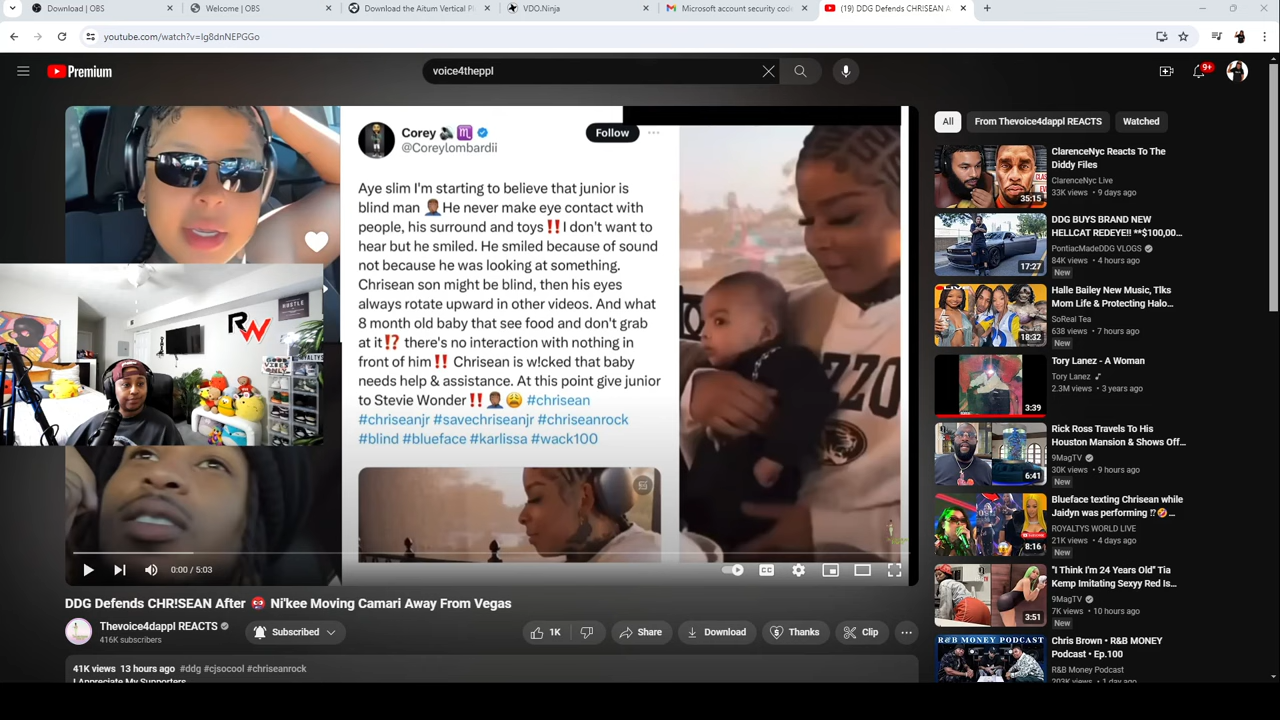 Download | OBS
Welcome | OBS
Download the Aitum Vertical Pl
VDO.Ninja
Microsoft account security code
(19) DDG Defends CHR!SEAN A
youtube.com/watch?v=Ig8dnNEPGGo
Premium
voice4theppl
9+
Corey
@Coreylombardii
Follow
Aye slim I'm starting to believe that junior is
blind man 🤦🏾‍♂️He never make eye contact with
people, his surround and toys‼️I don't want to
hear but he smiled. He smiled because of sound
not because he was looking at something.
Chrisean son might be blind, then his eyes
always rotate upward in other videos. And what
8 month old baby that see food and don't grab
at it⁉️ there's no interaction with nothing in
front of him‼️ Chrisean is w!cked that baby
needs help & assistance. At this point give junior
to Stevie Wonder‼️🤦🏾‍♂️😩 #chrisean
#chriseanjr #savechriseanjr #chriseanrock
#blind #blueface #karlissa #wack100
RW
HUSTLE
0:00 / 5:03
DDG Defends CHR!SEAN After Ni'kee Moving Camari Away From Vegas
Thevoice4dappl REACTS
416K subscribers
Subscribed
1K
Share
Download
Thanks
Clip
41K views 13 hours ago #ddg #cjsocool #chriseanrock
I Appreciate My Supporters
All
From Thevoice4dappl REACTS
Watched
35:15
ClarenceNyc Reacts To The
Diddy Files
ClarenceNyc Live
33K views • 9 days ago
17:27
DDG BUYS BRAND NEW
HELLCAT REDEYE!! **$100,00...
PontiacMadeDDG VLOGS
84K views • 4 hours ago
New
18:32
Halle Bailey New Music, Tlks
Mom Life & Protecting Halo...
SoReal Tea
638 views • 7 hours ago
New
3:39
Tory Lanez - A Woman
Tory Lanez
2.3M views • 3 years ago
6:41
Rick Ross Travels To His
Houston Mansion & Shows Off...
9MagTV
30K views • 9 hours ago
New
8:16
Blueface texting Chrisean while
Jaidyn was performing ⁉️🤣...
ROYALTYS WORLD LIVE
21K views • 4 days ago
New
3:51
"I Think I'm 24 Years Old" Tia
Kemp Imitating Sexyy Red Is...
9MagTV
7K views • 10 hours ago
New
R&B MONEY PODCAST
Chris Brown • R&B MONEY
Podcast • Ep.100
R&B Money Podcast
203K views • 1 day ago